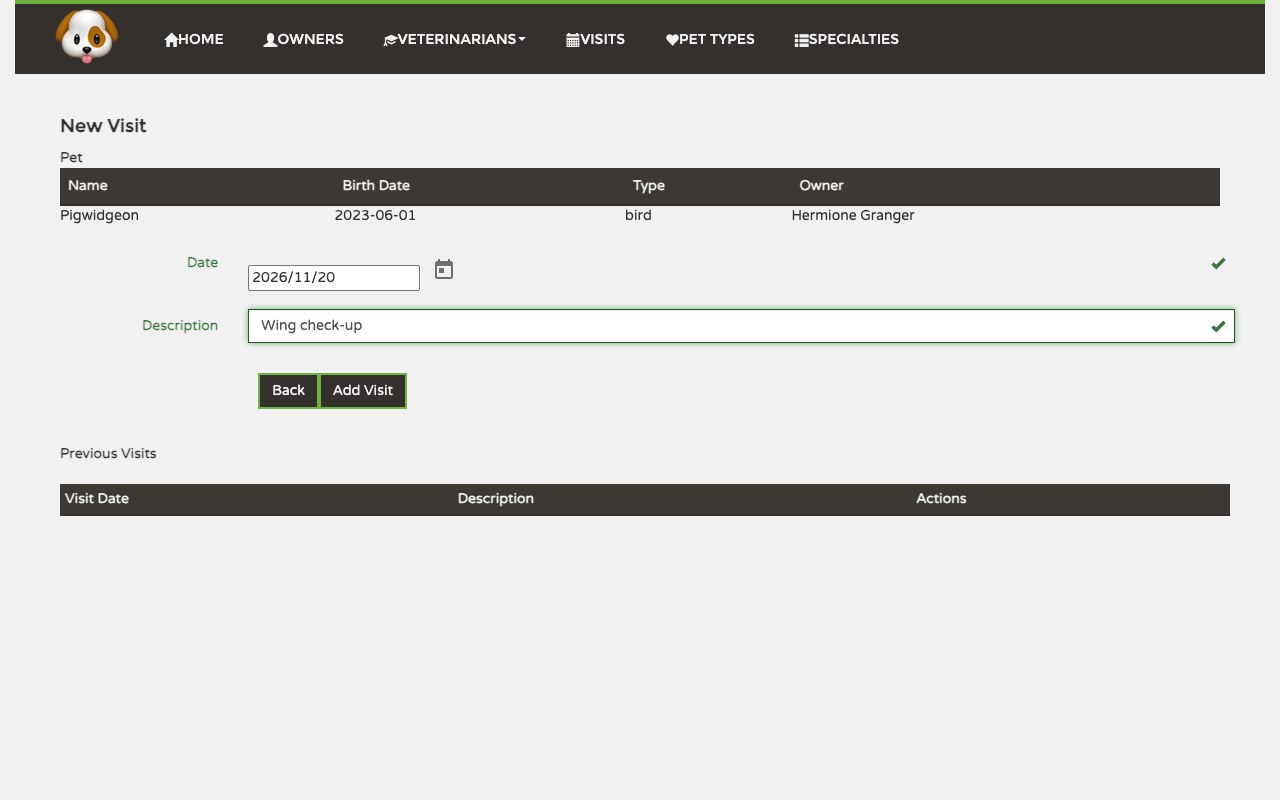 HOME OWNERS VETERINARIANS VISITS PET TYPES SPECIALTIES
New Visit
Pet
Name Birth Date Type Owner
Pigwidgeon 2023-06-01 bird Hermione Granger
Date 2026/11/20
Description Wing check-up
Back Add Visit
Previous Visits
Visit Date Description Actions